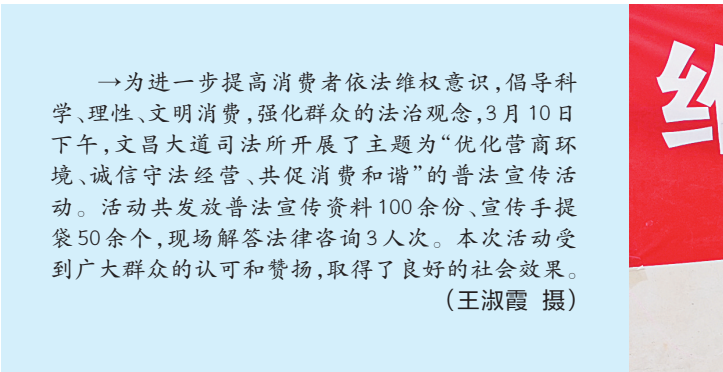 →为进一步提高消费者依法维权意识，倡导科
学、理性、文明消费，强化群众的法治观念，3月10日
下午，文昌大道司法所开展了主题为“优化营商环
境、诚信守法经营、共促消费和谐”的普法宣传活
动。活动共发放普法宣传资料100余份、宣传手提
袋50余个，现场解答法律咨询3人次。本次活动受
到广大群众的认可和赞扬，取得了良好的社会效果。
（王淑霞 摄）
维